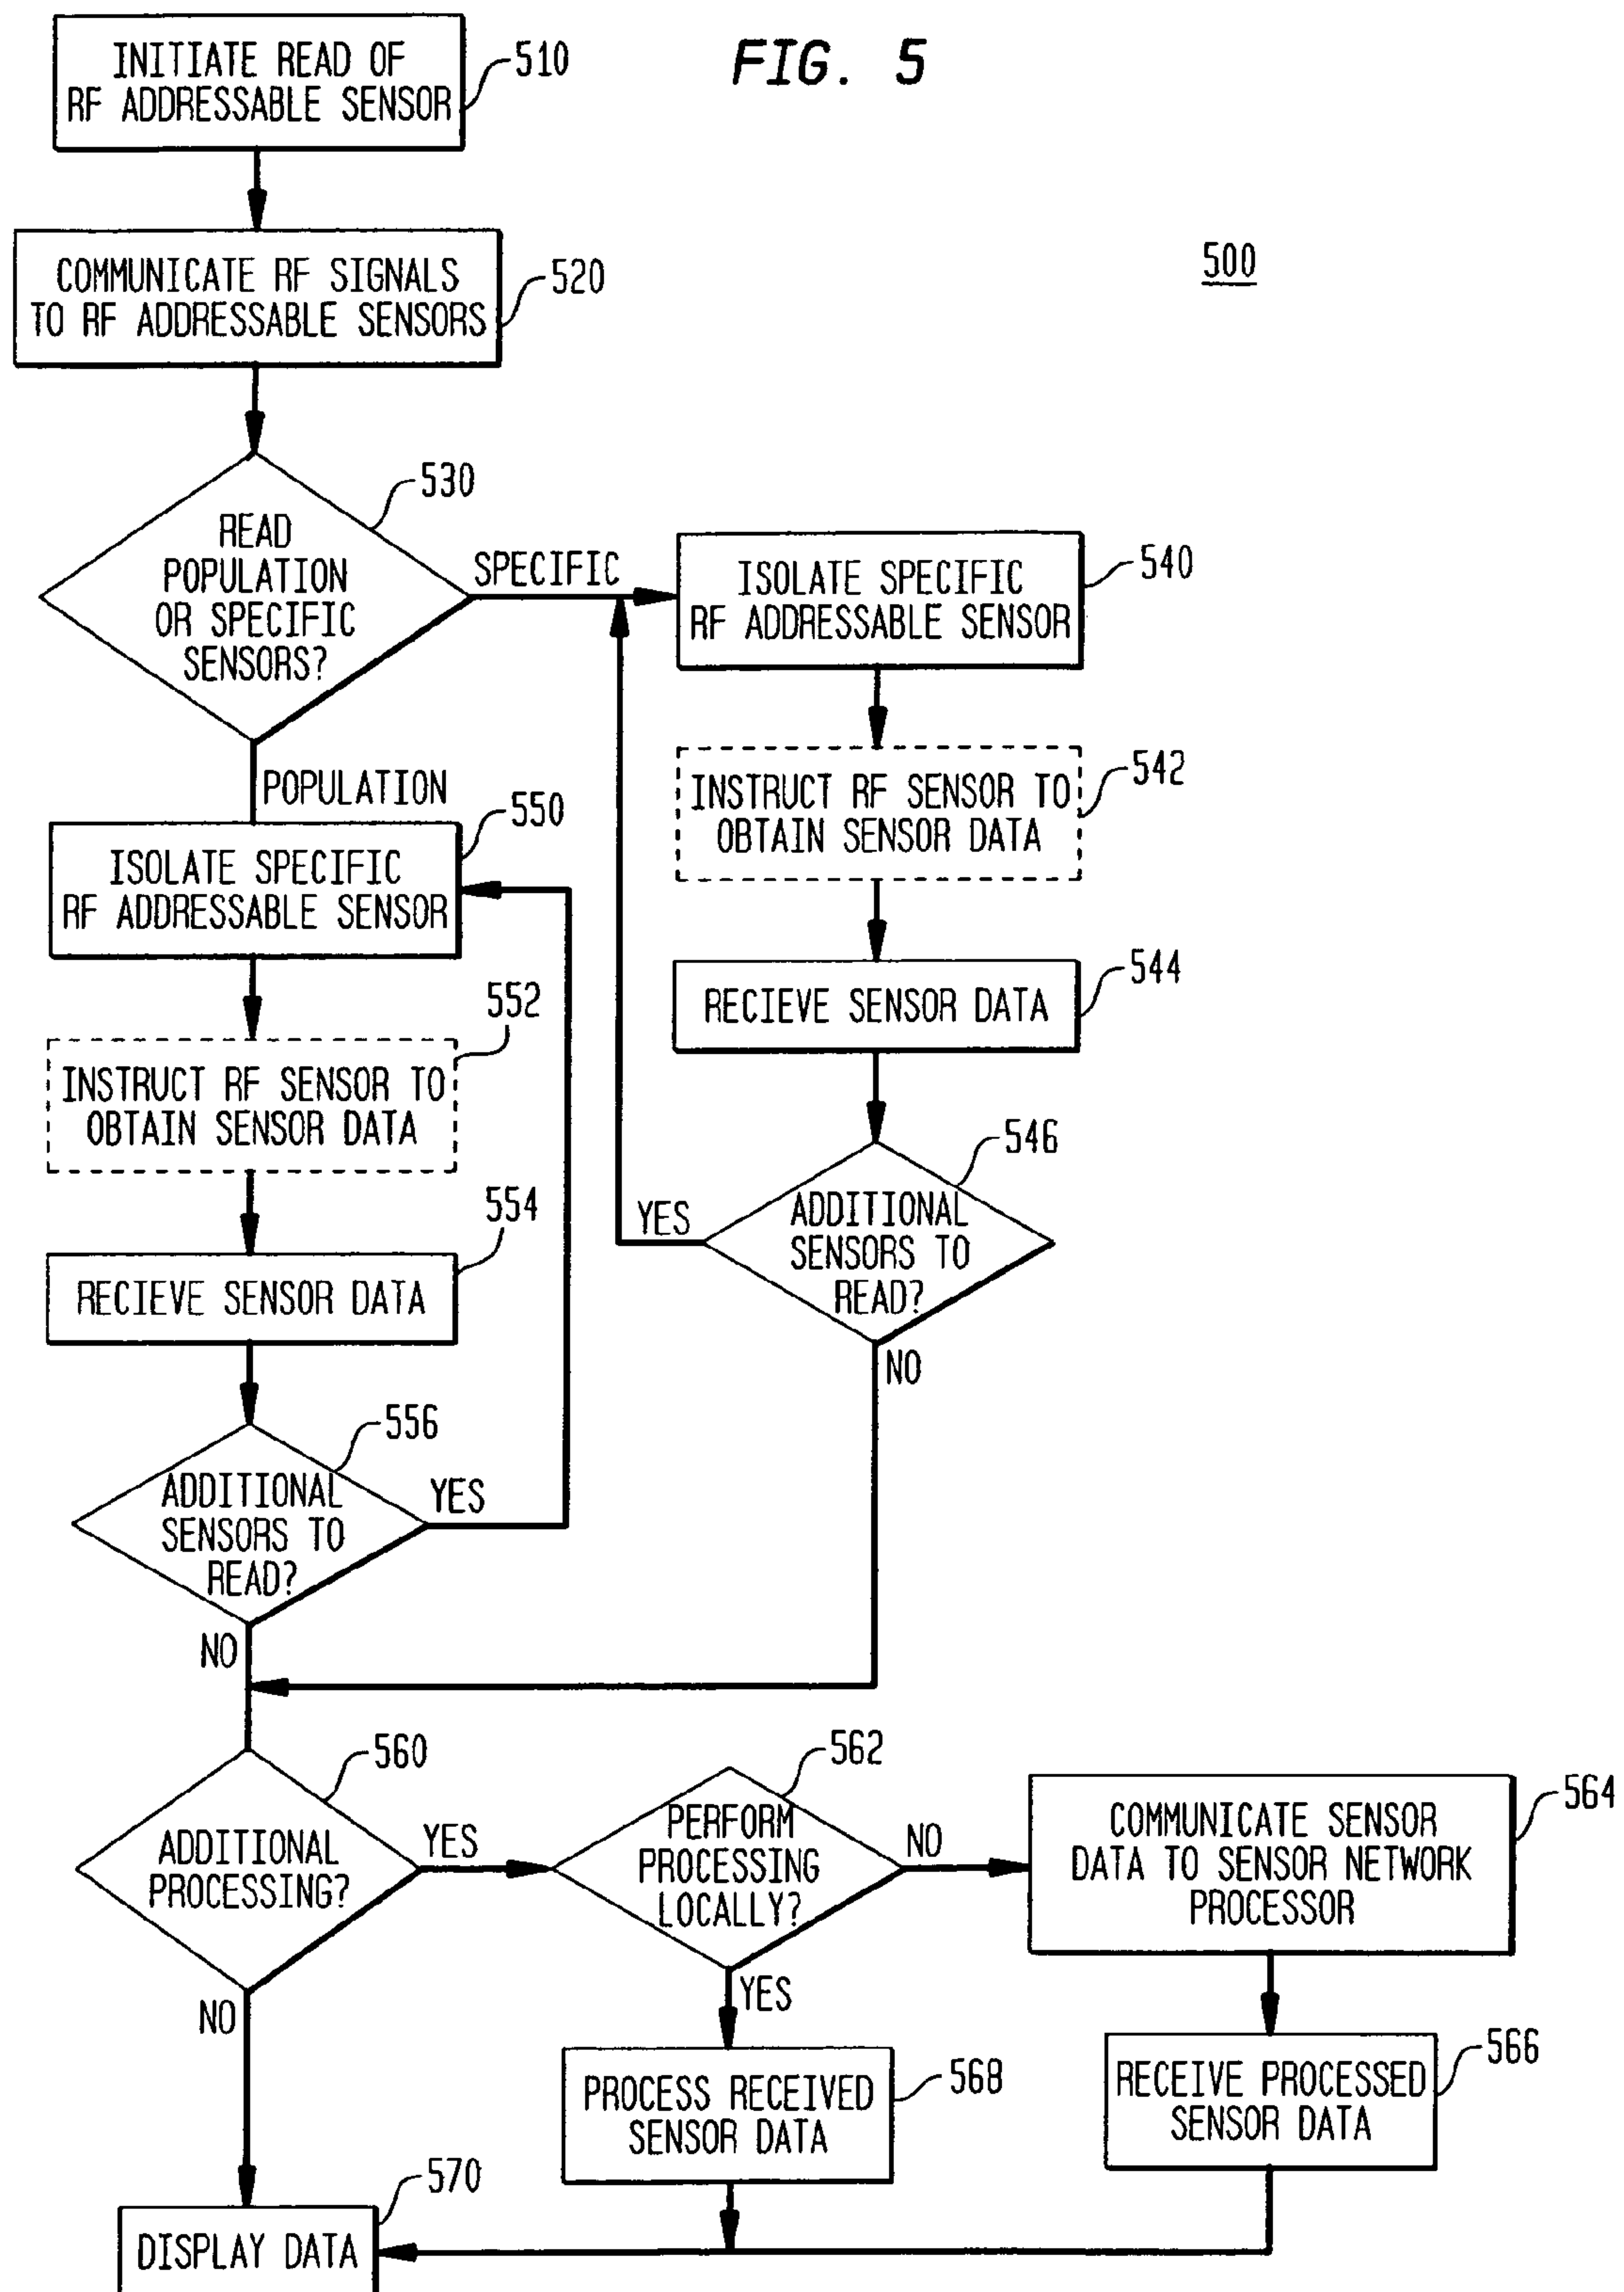 FIG. 5
500
INITIATE READ OF
RF ADDRESSABLE SENSOR
510
COMMUNICATE RF SIGNALS
TO RF ADDRESSABLE SENSORS
520
READ
POPULATION
OR SPECIFIC
SENSORS?
530
SPECIFIC
POPULATION
ISOLATE SPECIFIC
RF ADDRESSABLE SENSOR
540
INSTRUCT RF SENSOR TO
OBTAIN SENSOR DATA
542
RECIEVE SENSOR DATA
544
ADDITIONAL
SENSORS TO
READ?
546
YES
NO
ISOLATE SPECIFIC
RF ADDRESSABLE SENSOR
550
INSTRUCT RF SENSOR TO
OBTAIN SENSOR DATA
552
RECIEVE SENSOR DATA
554
ADDITIONAL
SENSORS TO
READ?
556
YES
NO
ADDITIONAL
PROCESSING?
560
YES
NO
PERFORM
PROCESSING
LOCALLY?
562
NO
YES
COMMUNICATE SENSOR
DATA TO SENSOR NETWORK
PROCESSOR
564
RECEIVE PROCESSED
SENSOR DATA
566
PROCESS RECEIVED
SENSOR DATA
568
DISPLAY DATA
570